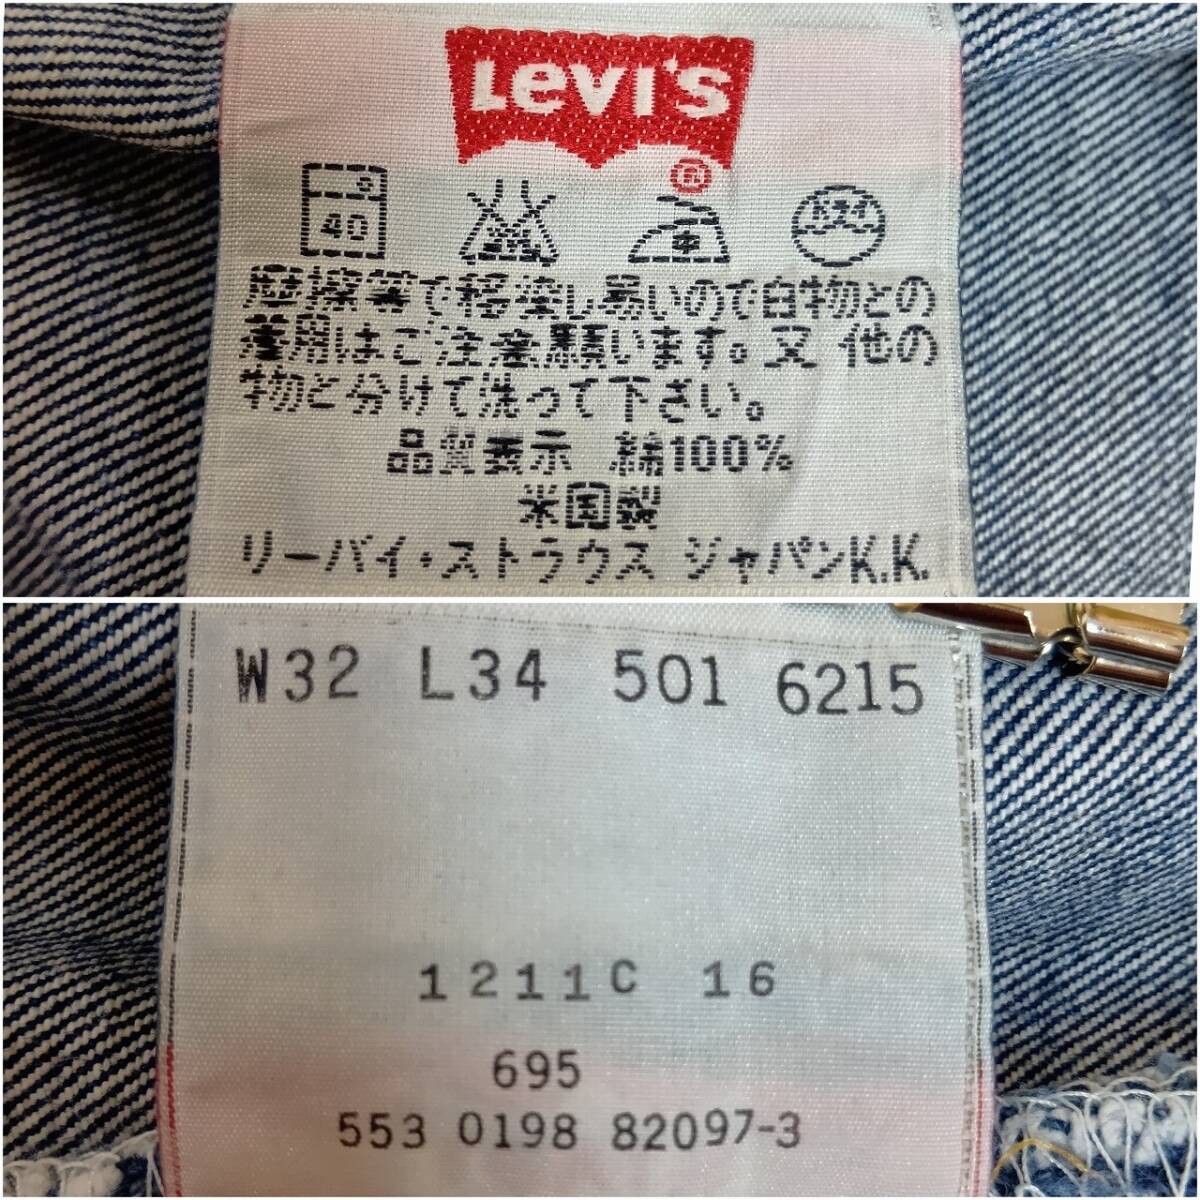 Levi's
®
40 中 ドライ
摩擦等で移染し易いので白物との
着用はご注意願います。又 他の
物と分けて洗って下さい。
品質表示 綿100%
米国製
リーバイ・ストラウス ジャパンK.K.
W32 L34 501 6215
1211C 16
695
553 0198 82097-3